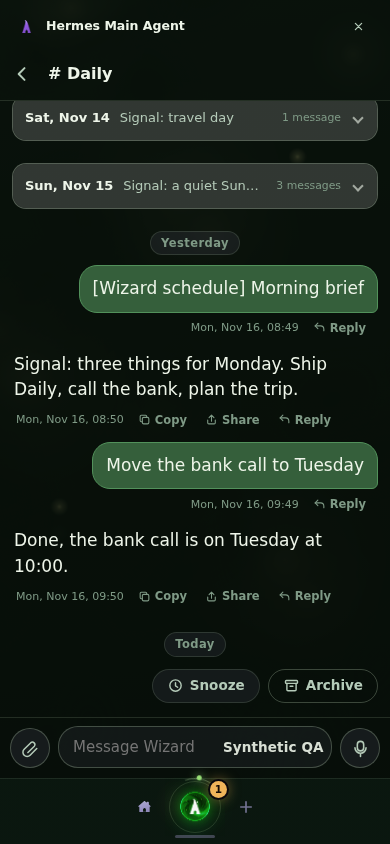 Hermes Main Agent
# Daily
Sat, Nov 14 Signal: travel day 1 message
Sun, Nov 15 Signal: a quiet Sun... 3 messages
Yesterday
[Wizard schedule] Morning brief
Mon, Nov 16, 08:49 Reply
Signal: three things for Monday. Ship
Daily, call the bank, plan the trip.
Mon, Nov 16, 08:50 Copy Share Reply
Move the bank call to Tuesday
Mon, Nov 16, 09:49 Reply
Done, the bank call is on Tuesday at
10:00.
Mon, Nov 16, 09:50 Copy Share Reply
Today
Snooze Archive
Message Wizard Synthetic QA
1